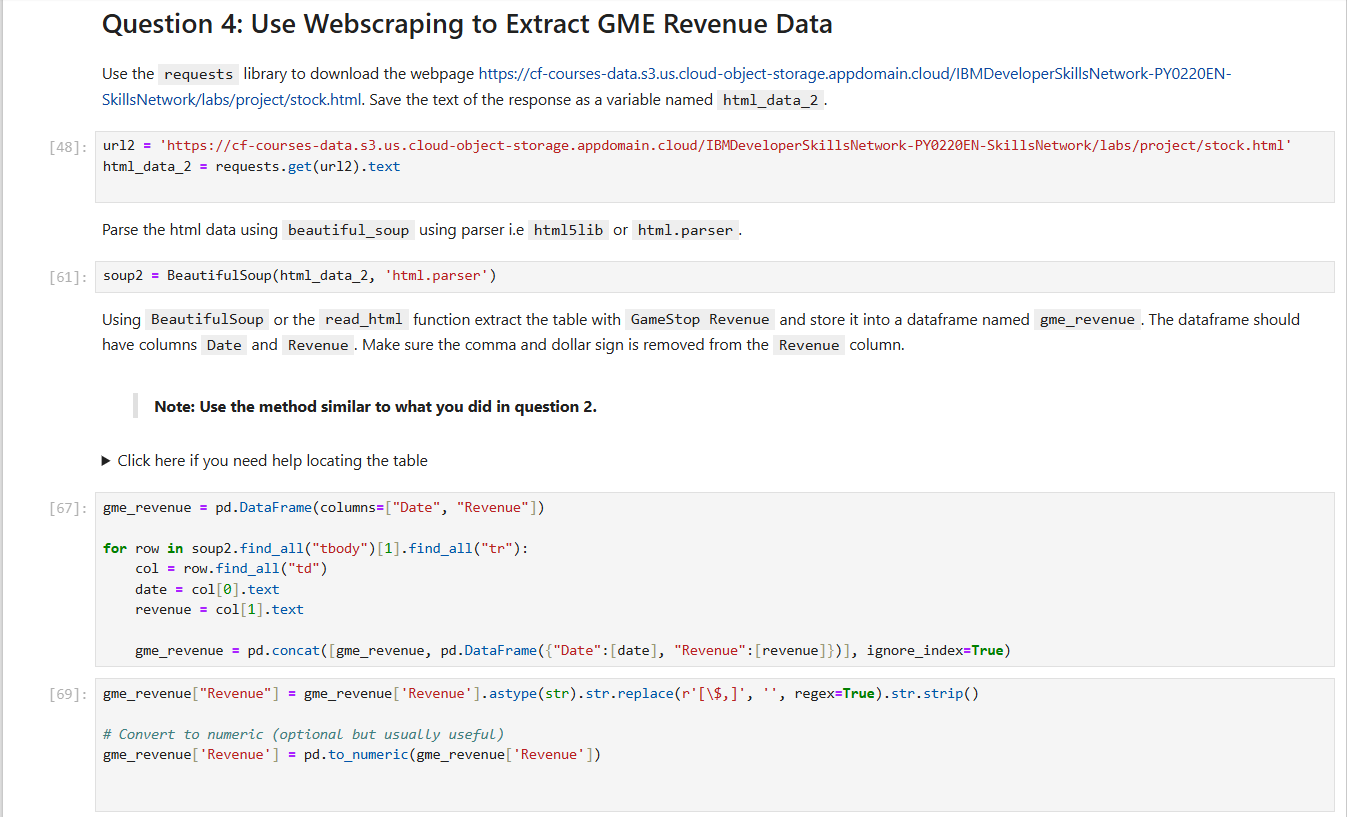 Question 4: Use Webscraping to Extract GME Revenue Data
Use the requests library to download the webpage https://cf-courses-data.s3.us.cloud-object-storage.appdomain.cloud/IBMDeveloperSkillsNetwork-PY0220EN-
SkillsNetwork/labs/project/stock.html. Save the text of the response as a variable named html_data_2.
[48]: url2 = 'https://cf-courses-data.s3.us.cloud-object-storage.appdomain.cloud/IBMDeveloperSkillsNetwork-PY0220EN-SkillsNetwork/labs/project/stock.html'
html_data_2 = requests.get(url2).text
Parse the html data using beautiful_soup using parser i.e html5lib or html.parser.
[61]: soup2 = BeautifulSoup(html_data_2, 'html.parser')
Using BeautifulSoup or the read_html function extract the table with GameStop Revenue and store it into a dataframe named gme_revenue. The dataframe should
have columns Date and Revenue. Make sure the comma and dollar sign is removed from the Revenue column.
Note: Use the method similar to what you did in question 2.
▶ Click here if you need help locating the table
[67]: gme_revenue = pd.DataFrame(columns=["Date", "Revenue"])
for row in soup2.find_all("tbody")[1].find_all("tr"):
    col = row.find_all("td")
    date = col[0].text
    revenue = col[1].text
    gme_revenue = pd.concat([gme_revenue, pd.DataFrame({"Date":[date], "Revenue":[revenue]})], ignore_index=True)
[69]: gme_revenue["Revenue"] = gme_revenue['Revenue'].astype(str).str.replace(r'[\$,]', '', regex=True).str.strip()
# Convert to numeric (optional but usually useful)
gme_revenue['Revenue'] = pd.to_numeric(gme_revenue['Revenue'])